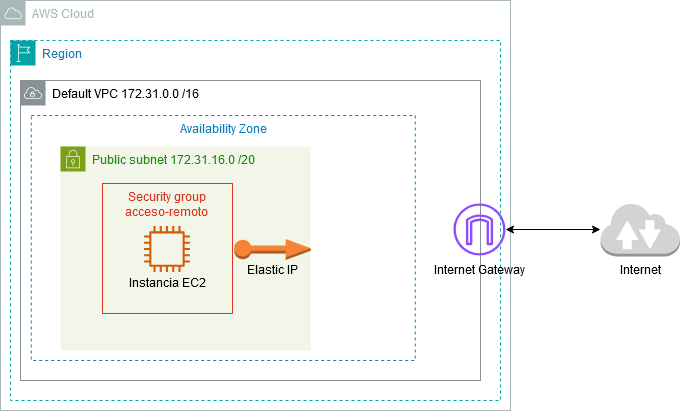 AWS Cloud
Region
Default VPC 172.31.0.0 /16
Availability Zone
Public subnet 172.31.16.0 /20
Security group
acceso-remoto
Instancia EC2
Elastic IP
Internet Gateway
Internet